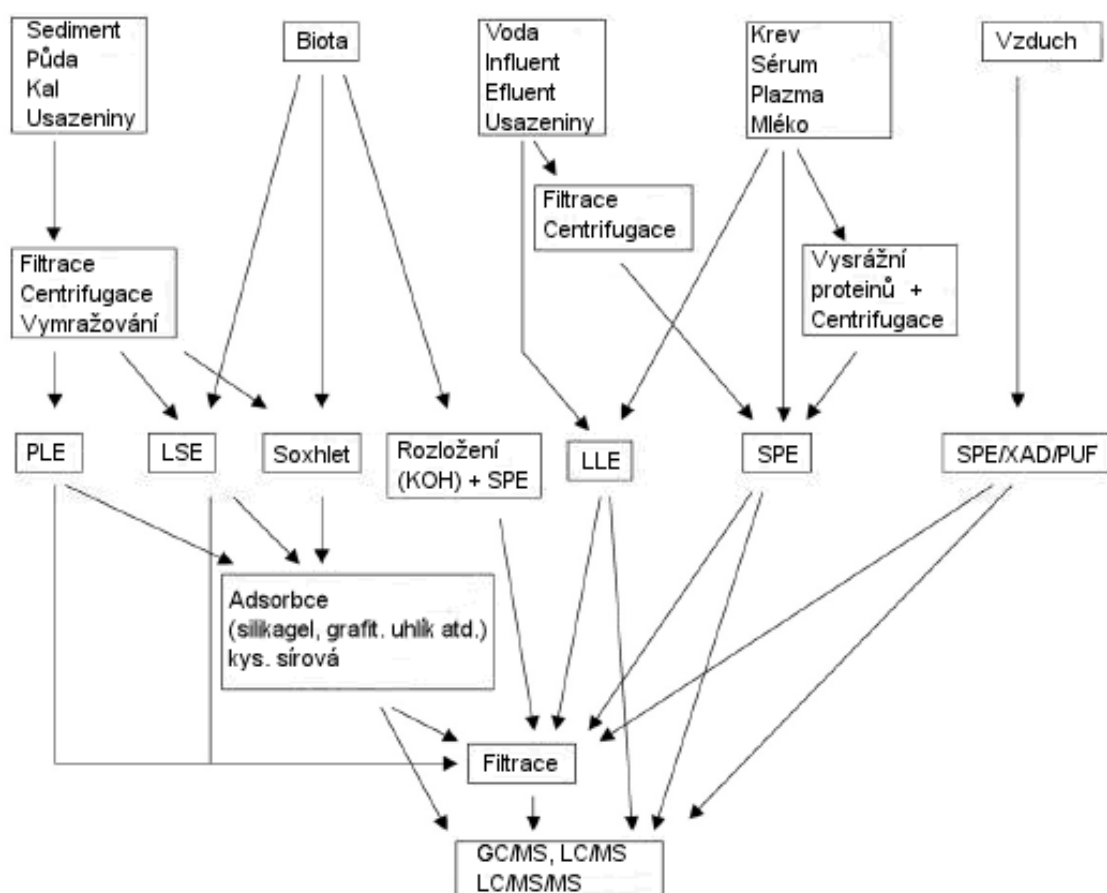 Sediment
Půda
Kal
Usazeniny
Biota
Voda
Influent
Efluent
Usazeniny
Krev
Sérum
Plazma
Mléko
Vzduch
Filtrace
Centrifugace
Filtrace
Centrifugace
Vymražování
Vysrážní
proteinů +
Centrifugace
PLE
LSE
Soxhlet
Rozložení
(KOH) + SPE
LLE
SPE
SPE/XAD/PUF
Adsorbce
(silikagel, grafit. uhlík atd.)
kys. sírová
Filtrace
GC/MS, LC/MS
LC/MS/MS